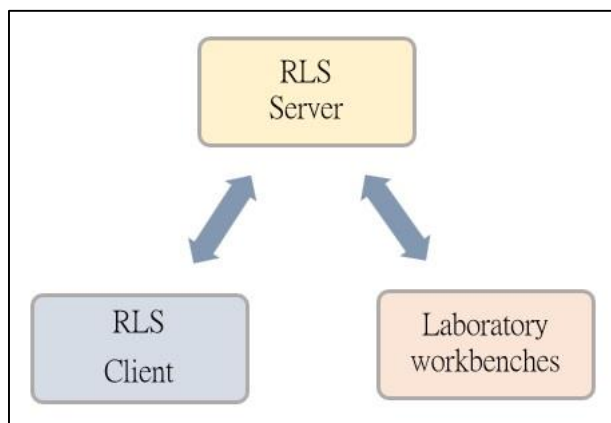 RLS
Server
RLS
Client
Laboratory
workbenches